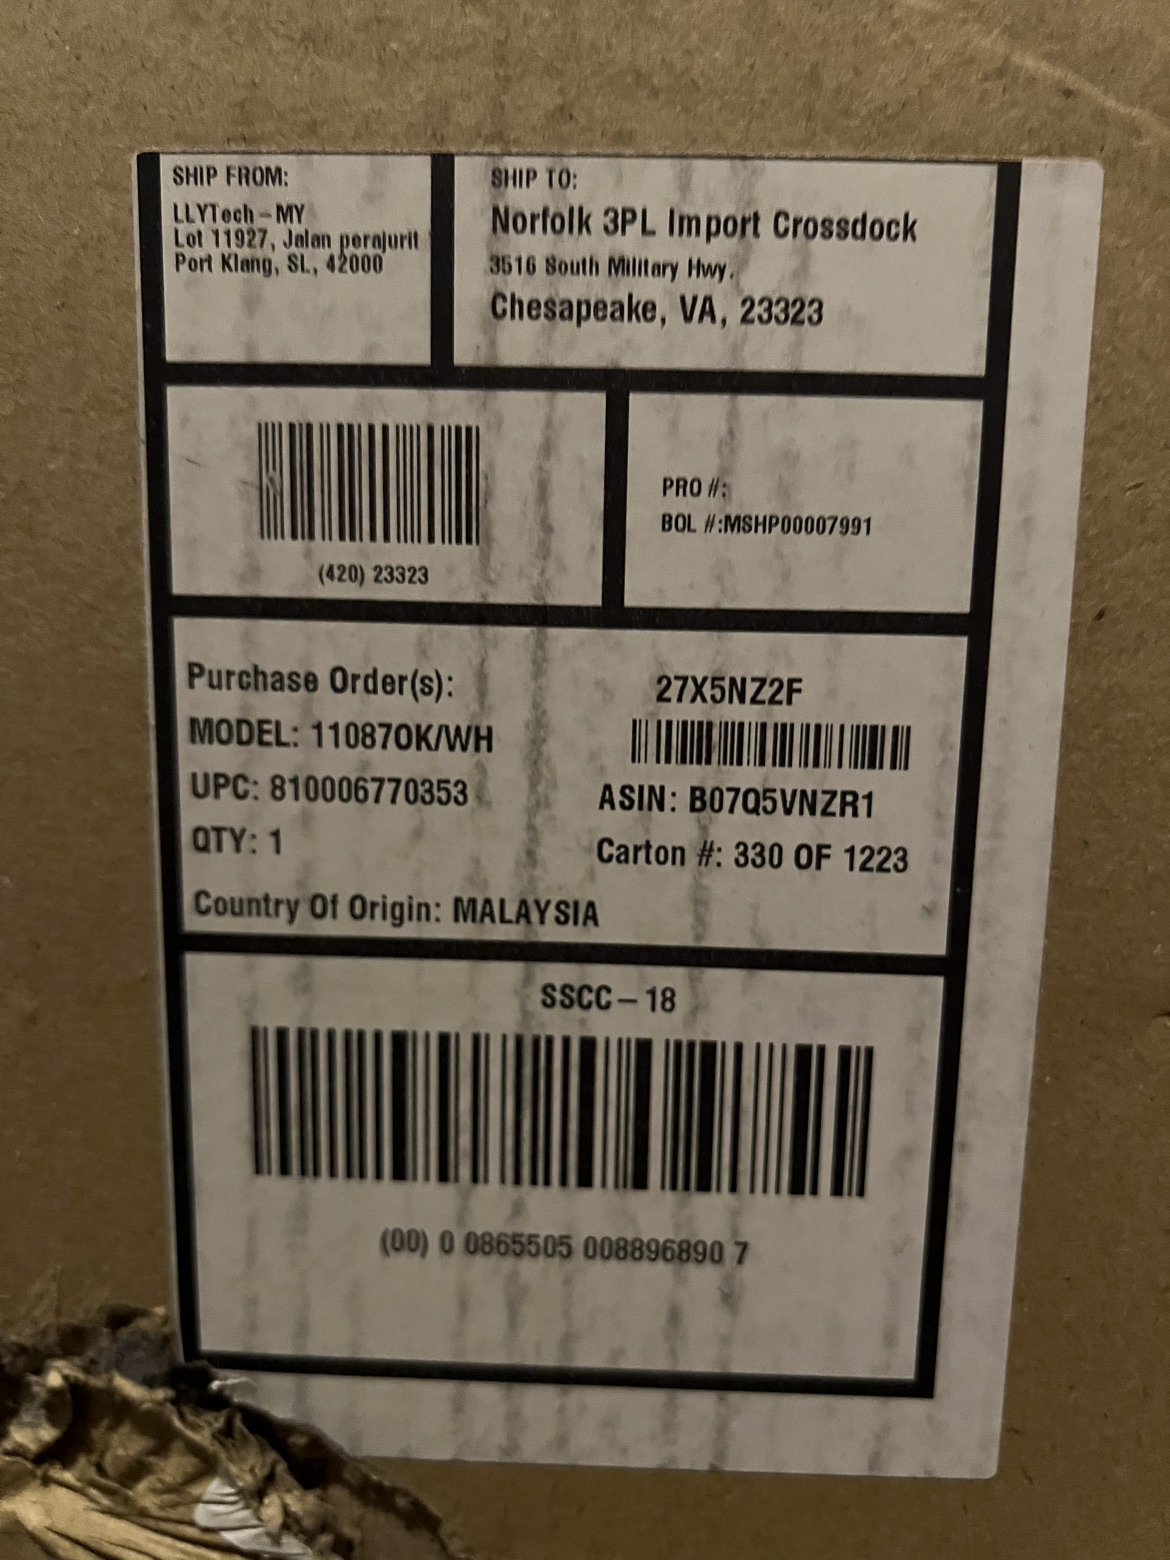 SHIP FROM:
LLYTech-MY
Lot 11927, Jalan perajurit
Port Klang, SL, 42000
SHIP TO:
Norfolk 3PL Import Crossdock
3516 South Military Hwy.
Chesapeake, VA, 23323
(420) 23323
PRO #:
BOL #:MSHP00007991
Purchase Order(s): 27X5NZ2F
MODEL: 11087OK/WH
UPC: 810006770353
ASIN: B07Q5VNZR1
QTY: 1
Carton #: 330 OF 1223
Country Of Origin: MALAYSIA
SSCC-18
(00) 0 0865505 008896890 7